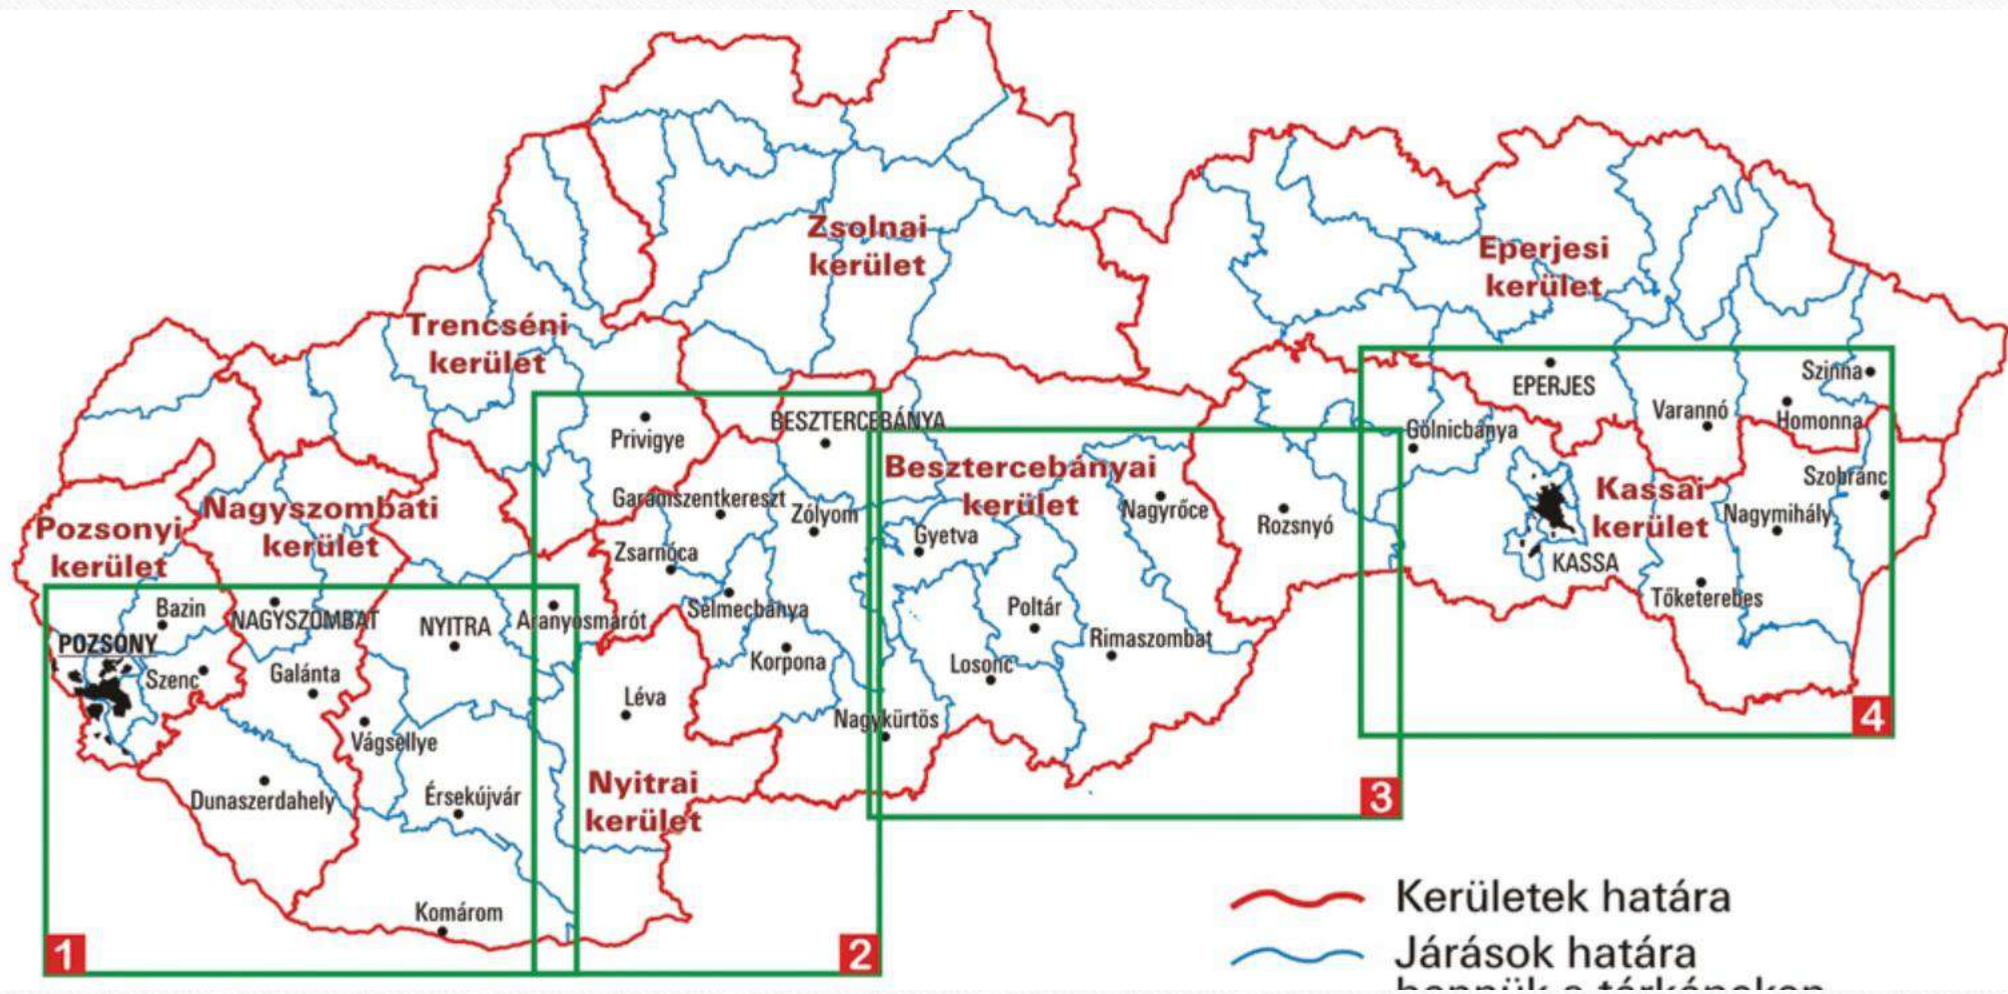 Zsolnai
kerület
Eperjesi
kerület
Trencséni
kerület
EPERJES
Szinna
Varannó
Homonna
Privigye
BESZTERCEBÁNYA
Gölnicbánya
Besztercebányai
kerület
Szobránc
Kassai
kerület
Nagyszombati
kerület
Pozsonyi
kerület
Garamszentkereszt
Zólyom
Nagyrőce
Rozsnyó
Nagymihály
Gyetva
Zsarnóca
KASSA
Tőketerebes
Bazin
NAGYSZOMBAT
NYITRA
Aranyosmarót
Selmecbánya
Poltár
Rimaszombat
POZSONY
Szenc
Galánta
Korpona
Losonc
Léva
Nagykürtös
Vágsellye
4
Nyitrai
kerület
Dunaszerdahely
Érsekújvár
3
Komárom
1
2
Kerületek határa
Járások határa